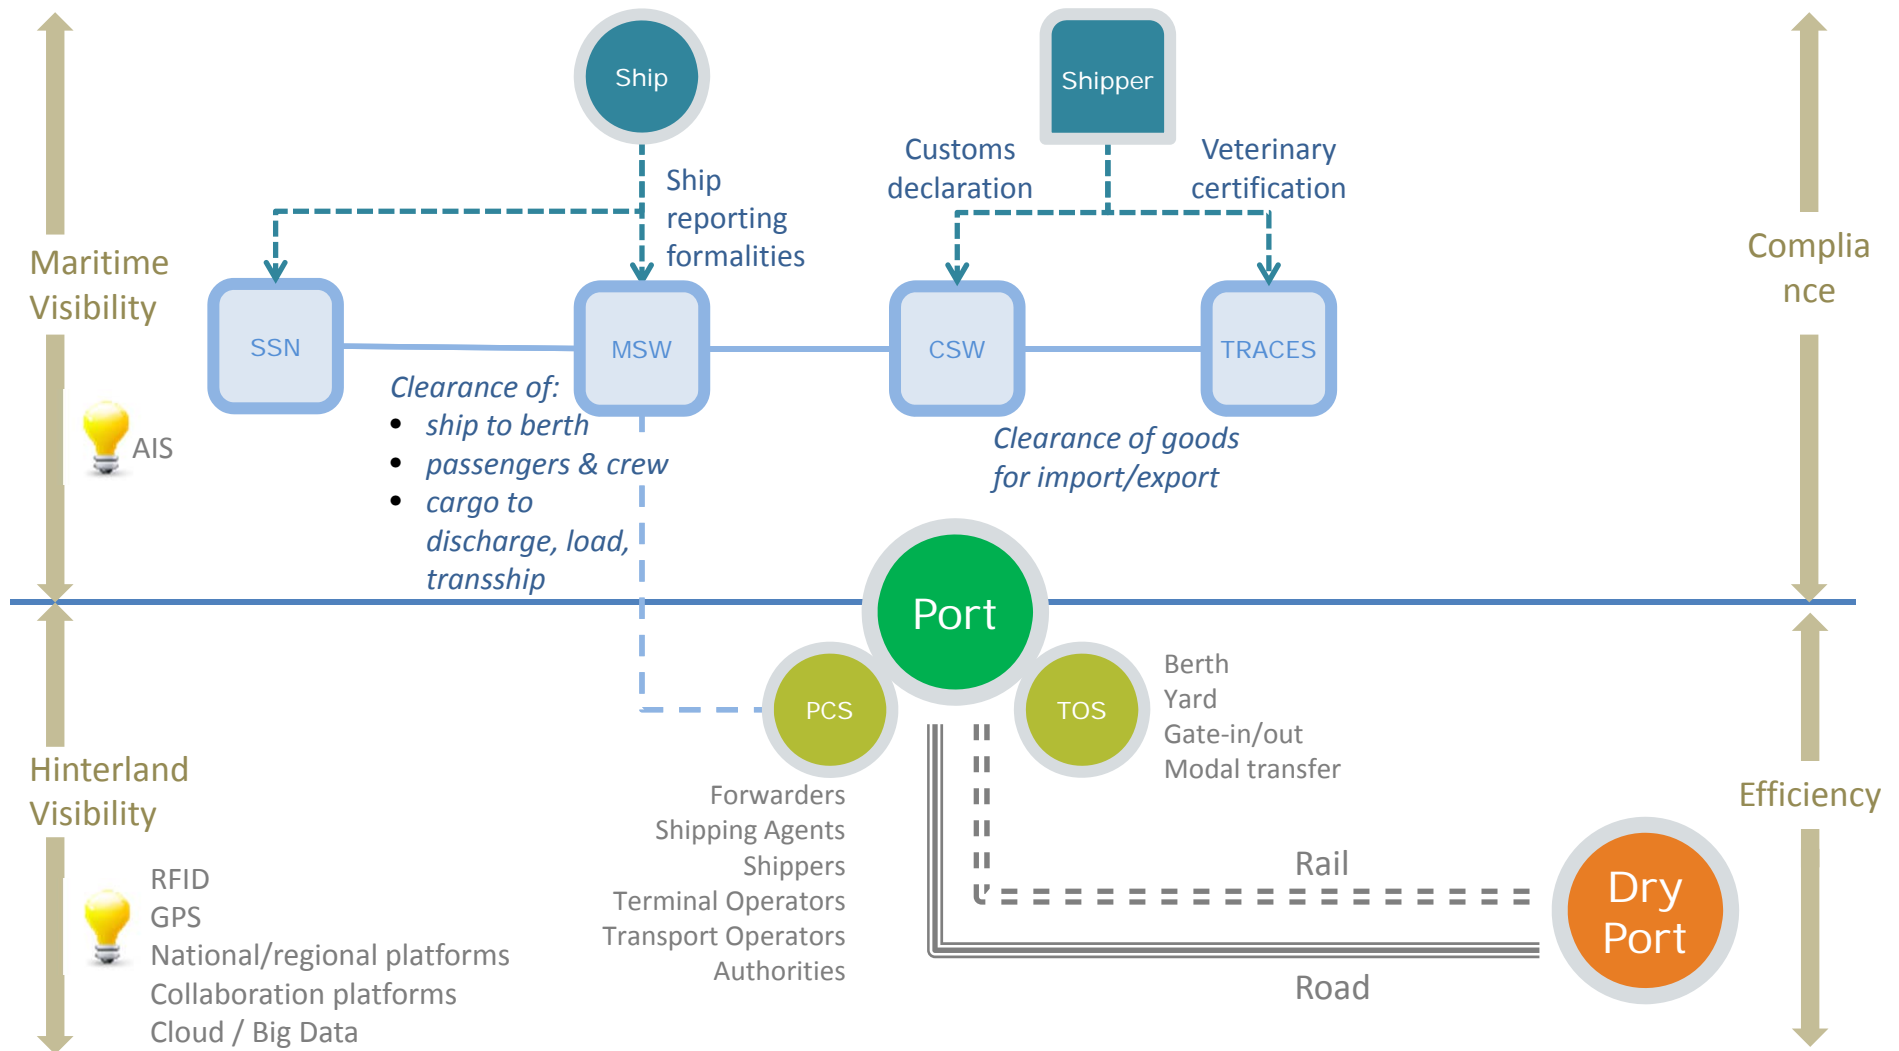 Ship
Shipper
Ship
reporting
formalities
Customs
declaration
Veterinary
certification
Maritime
Visibility
Complia
nce
SSN
MSW
CSW
TRACES
AIS
Clearance of:
• ship to berth
• passengers & crew
• cargo to
discharge, load,
transship
Clearance of goods
for import/export
Port
PCS
TOS
Berth
Yard
Gate-in/out
Modal transfer
Hinterland
Visibility
Efficiency
Forwarders
Shipping Agents
Shippers
Terminal Operators
Transport Operators
Authorities
Rail
Road
Dry
Port
RFID
GPS
National/regional platforms
Collaboration platforms
Cloud / Big Data